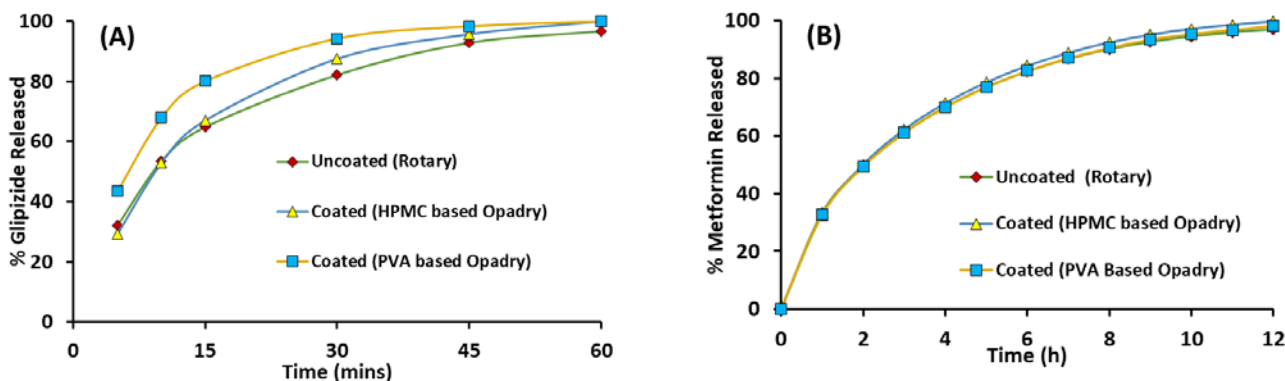 (A)
% Glipizide Released
100
80
60
40
20
0
0 15 30 45 60
Time (mins)
Uncoated (Rotary)
Coated (HPMC based Opadry)
Coated (PVA based Opadry)
(B)
% Metformin Released
100
80
60
40
20
0
0 2 4 6 8 10 12
Time (h)
Uncoated (Rotary)
Coated (HPMC based Opadry)
Coated (PVA Based Opadry)